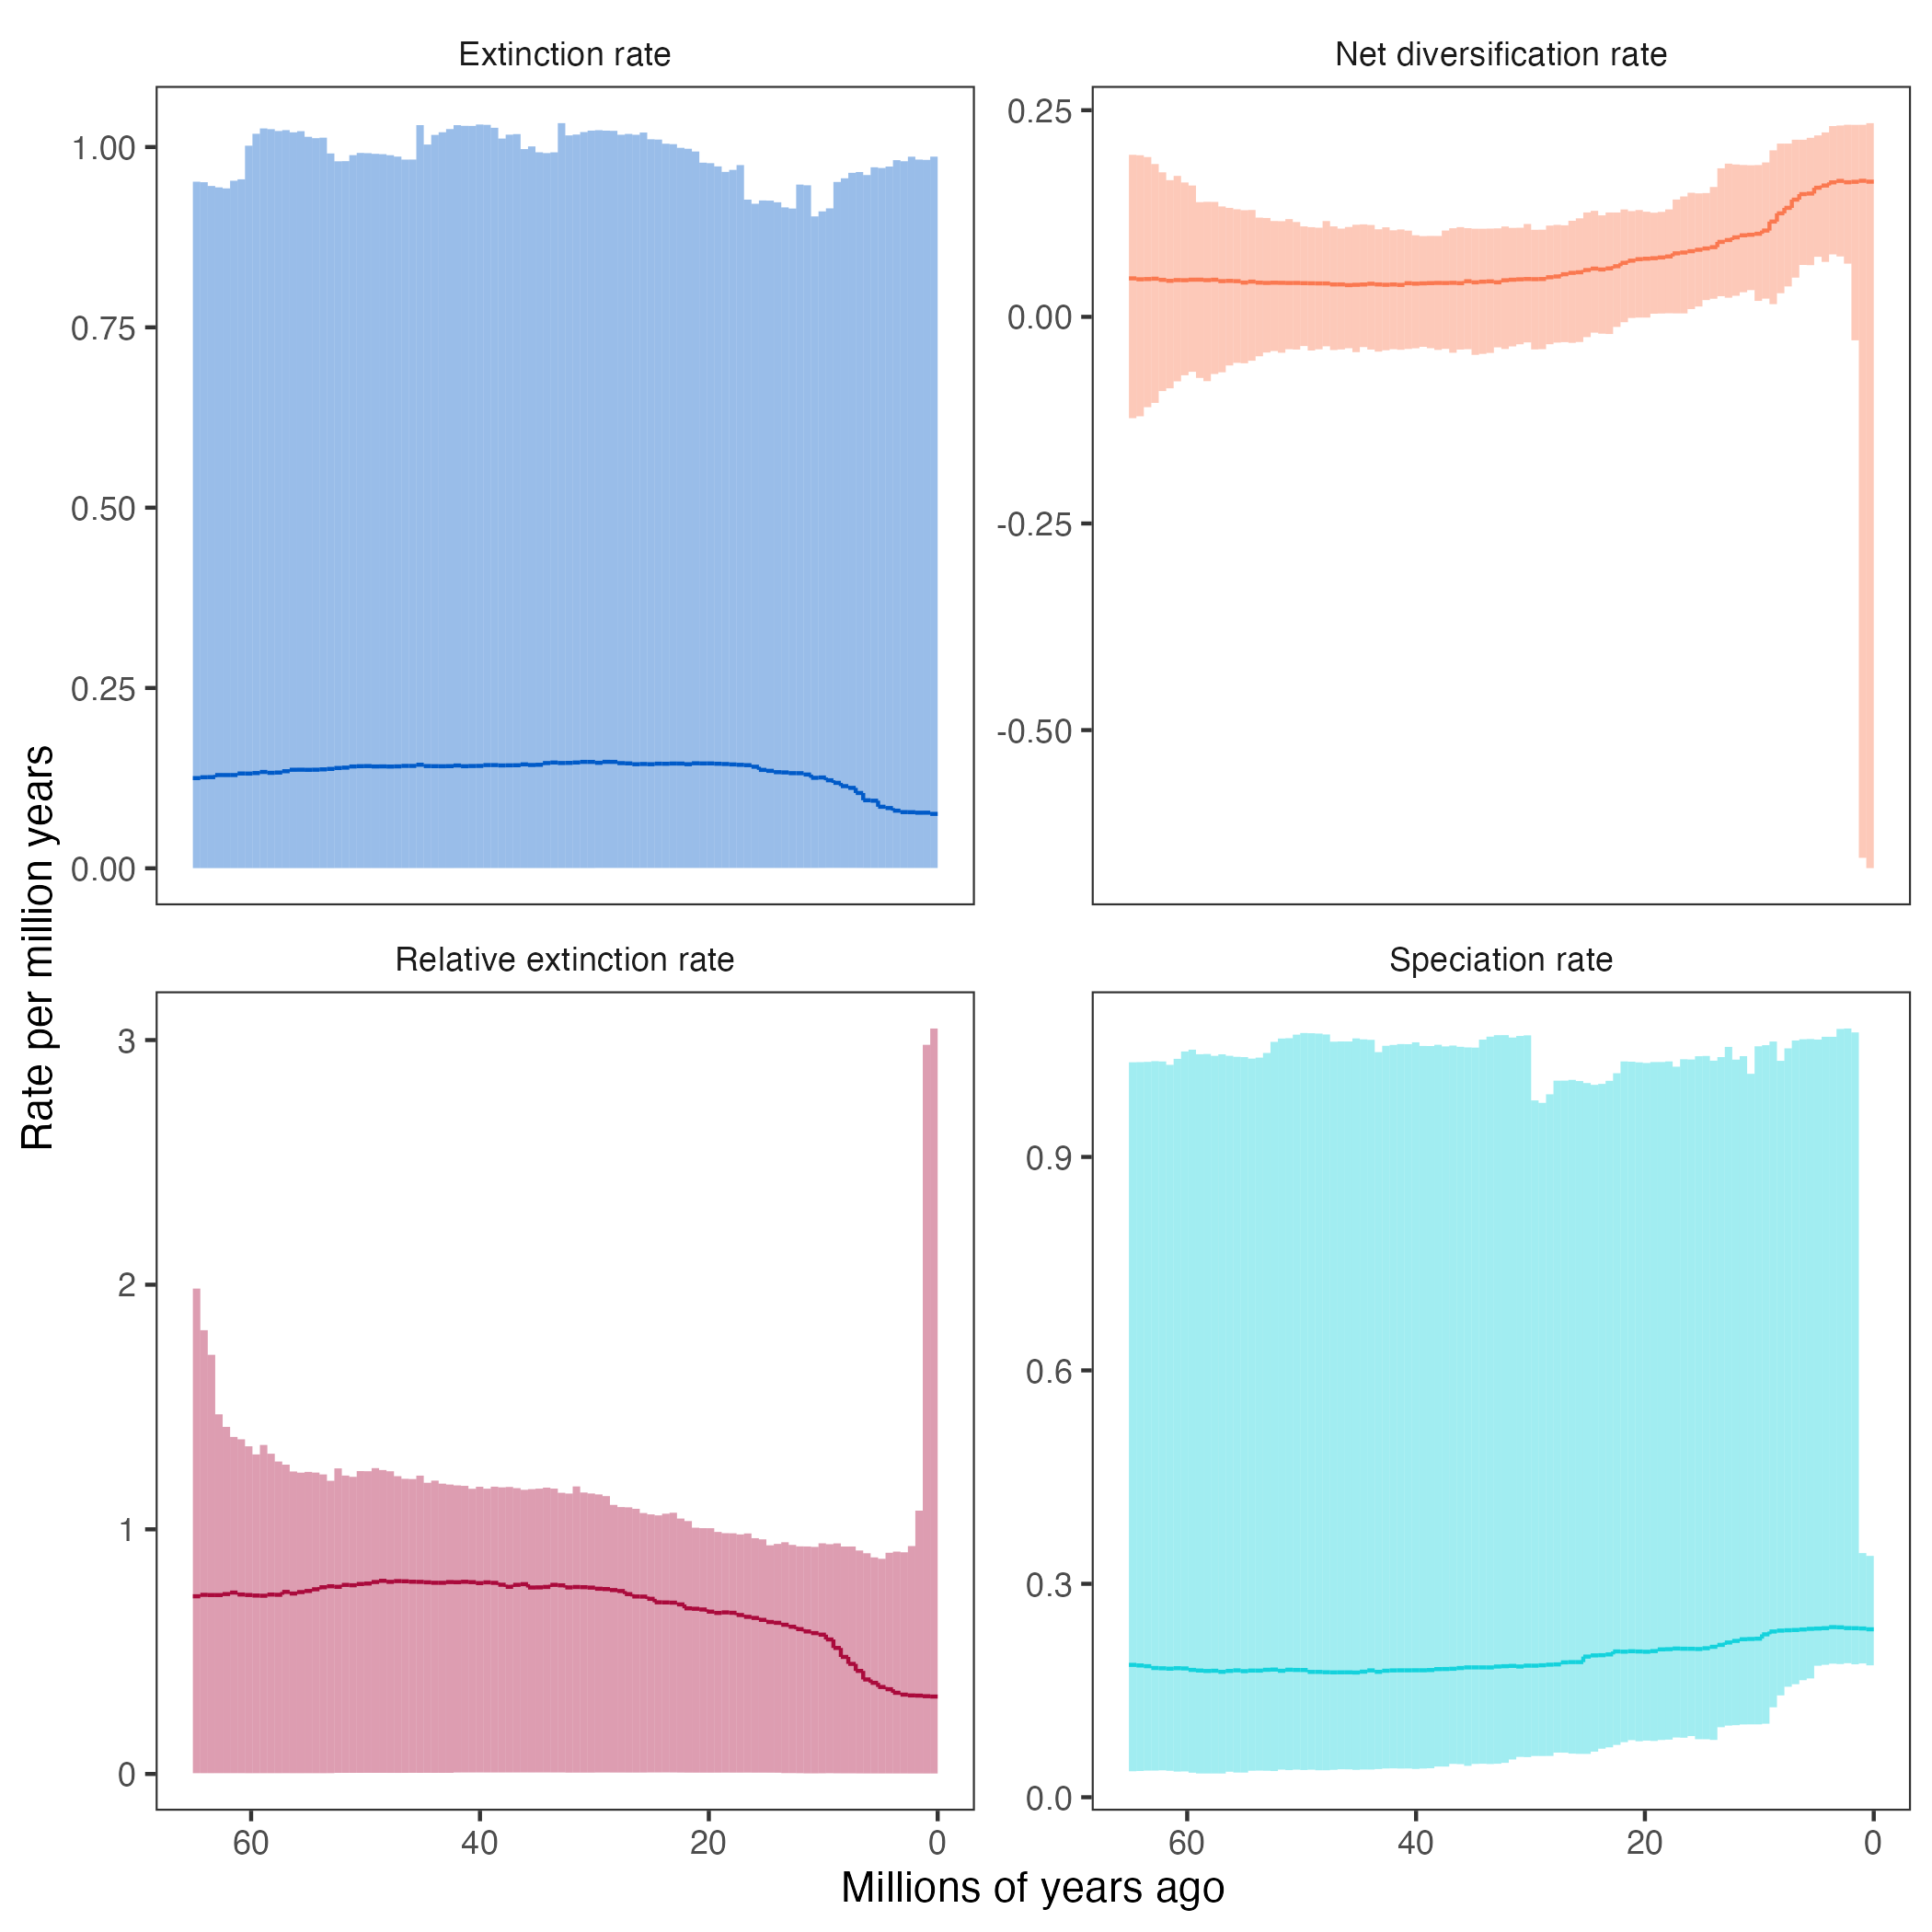 Extinction rate
Net diversification rate
1.00
0.75
0.50
0.25
0.00
0.25
0.00
-0.25
-0.50
Rate per million years
Relative extinction rate
Speciation rate
3
2
1
0
0.9
0.6
0.3
0.0
60 40 20 0
60 40 20 0
Millions of years ago